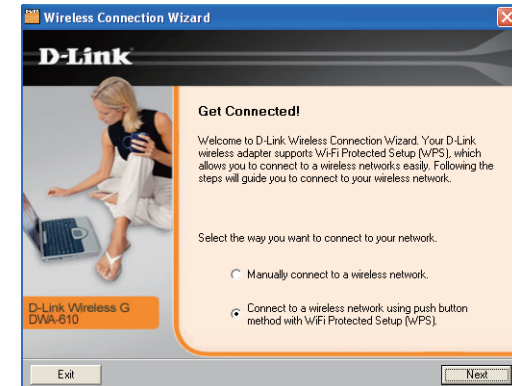 Wireless Connection Wizard
D-Link
Get Connected!
Welcome to D-Link Wireless Connection Wizard. Your D-Link
wireless adapter supports Wi-Fi Protected Setup (WPS), which
allows you to connect to a wireless networks easily. Following the
steps will guide you to connect to your wireless network.
Select the way you want to connect to your network.
Manually connect to a wireless network.
Connect to a wireless network using push button
method with WiFi Protected Setup (WPS).
D-Link Wireless G
DWA-610
Exit
Next